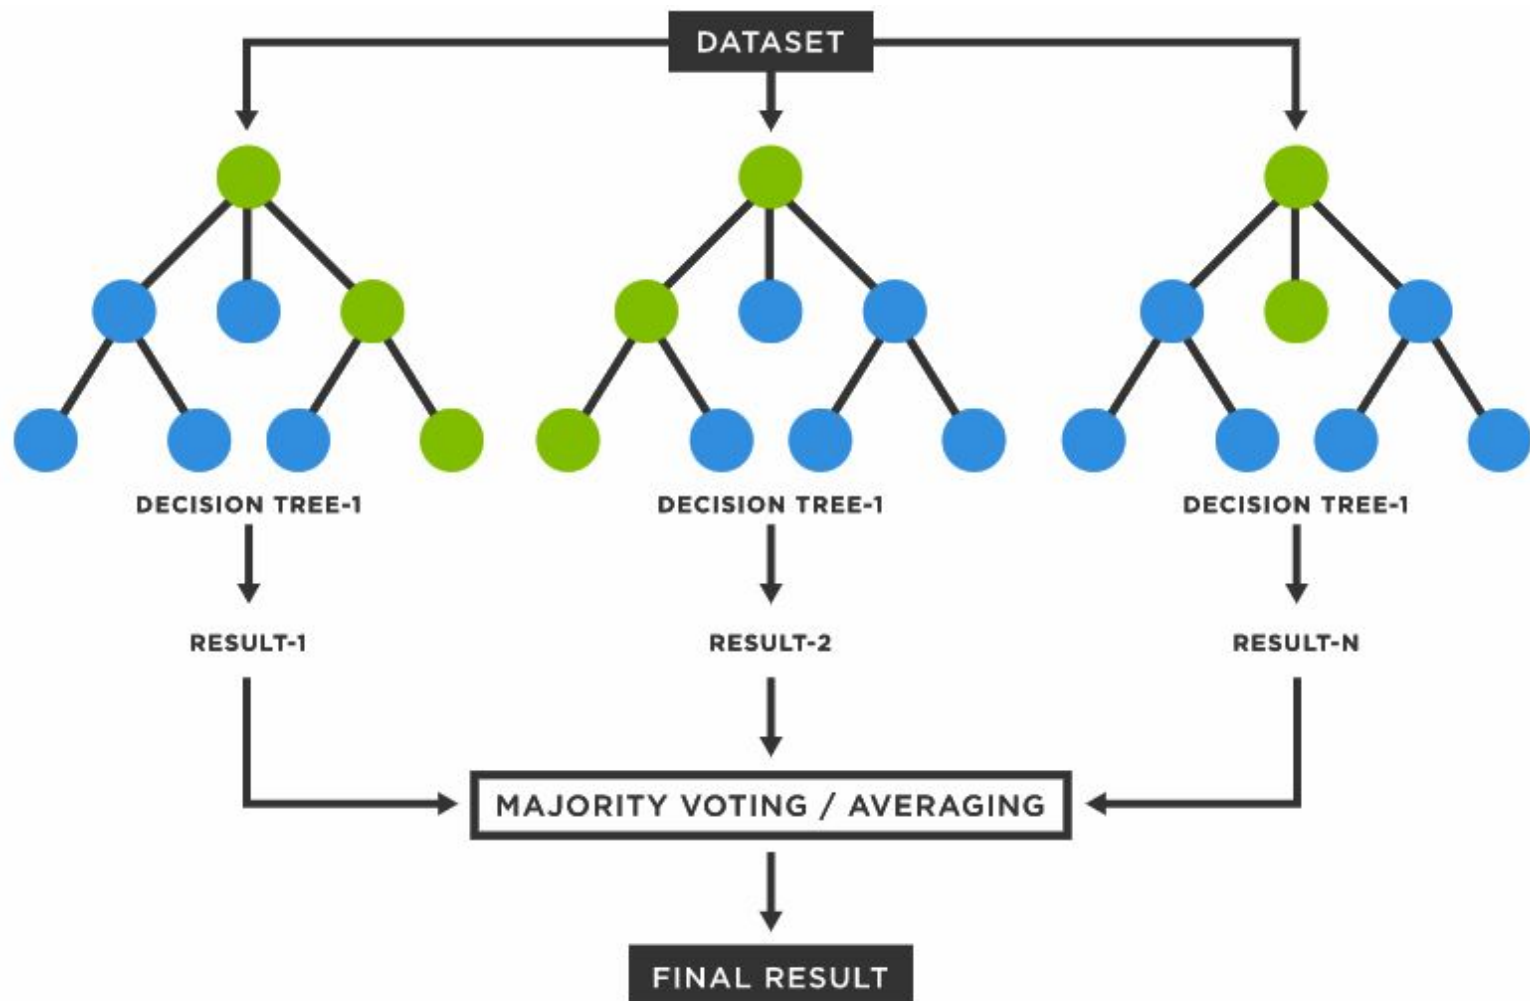 DATASET
DECISION TREE-1
DECISION TREE-1
DECISION TREE-1
RESULT-1
RESULT-2
RESULT-N
MAJORITY VOTING / AVERAGING
FINAL RESULT